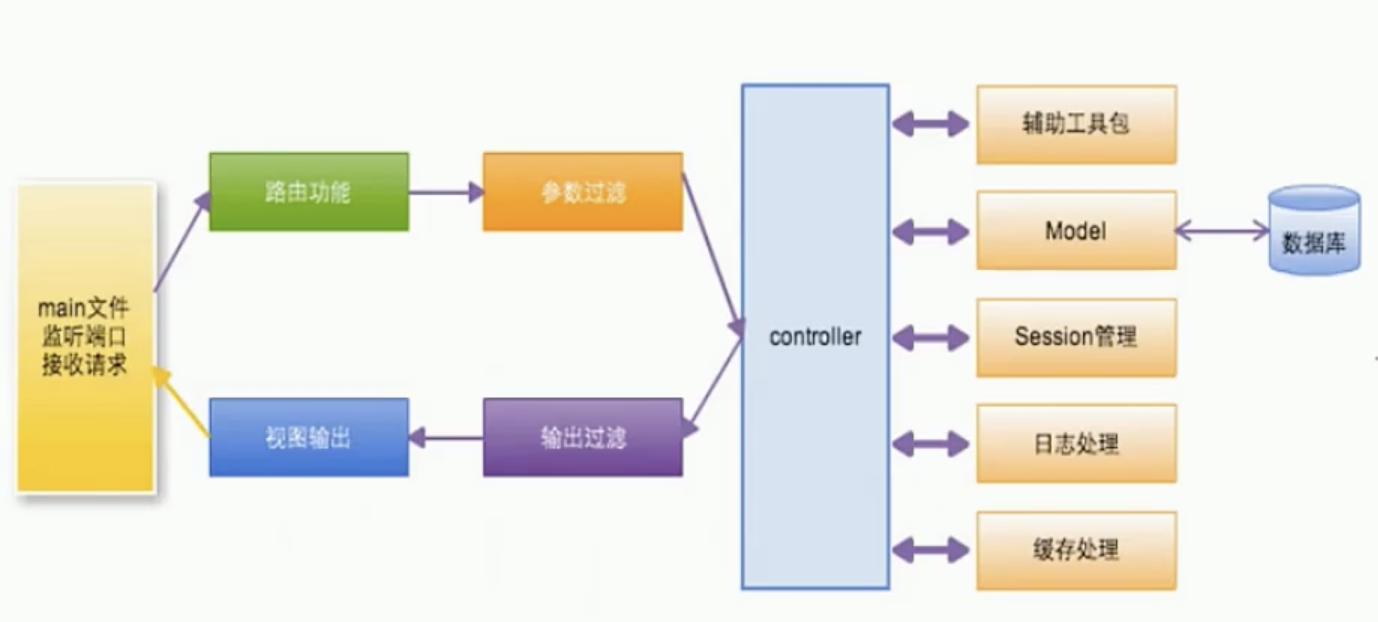 main文件
监听端口
接收请求
路由功能
参数过滤
视图输出
输出过滤
controller
辅助工具包
Model
Session管理
日志处理
缓存处理
数据库